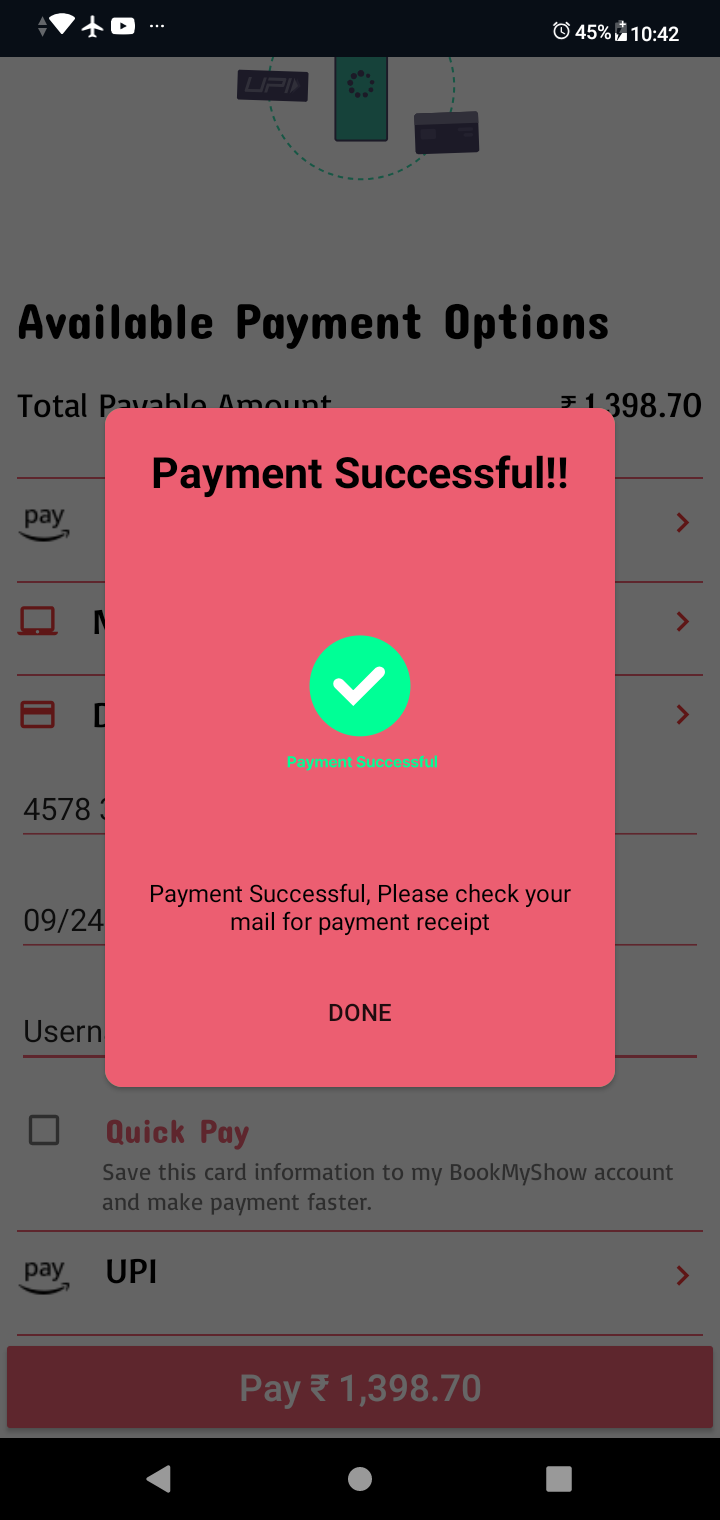 45% 10:42
UPI
Available Payment Options
Total Payable Amount ₹ 1,398.70
Payment Successful!!
pay
4578
Payment Successful
Payment Successful, Please check your
mail for payment receipt
09/24
DONE
Quick Pay
Save this card information to my BookMyShow account
and make payment faster.
pay UPI
Pay ₹ 1,398.70